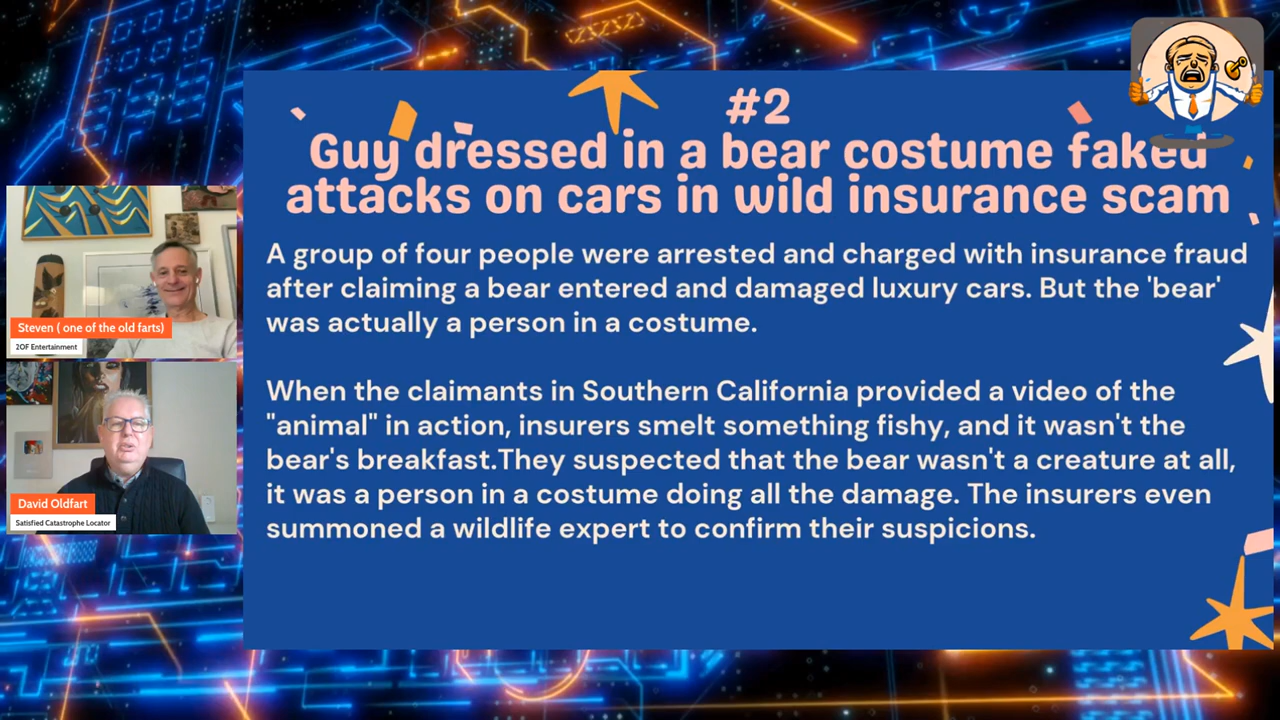 #2
Guy dressed in a bear costume faked
attacks on cars in wild insurance scam
A group of four people were arrested and charged with insurance fraud
after claiming a bear entered and damaged luxury cars. But the 'bear'
was actually a person in a costume.
When the claimants in Southern California provided a video of the
"animal" in action, insurers smelt something fishy, and it wasn't the
bear's breakfast.They suspected that the bear wasn't a creature at all,
it was a person in a costume doing all the damage. The insurers even
summoned a wildlife expert to confirm their suspicions.
Steven ( one of the old farts)
2OF Entertainment
David Oldfart
Satisfied Catastrophe Locator